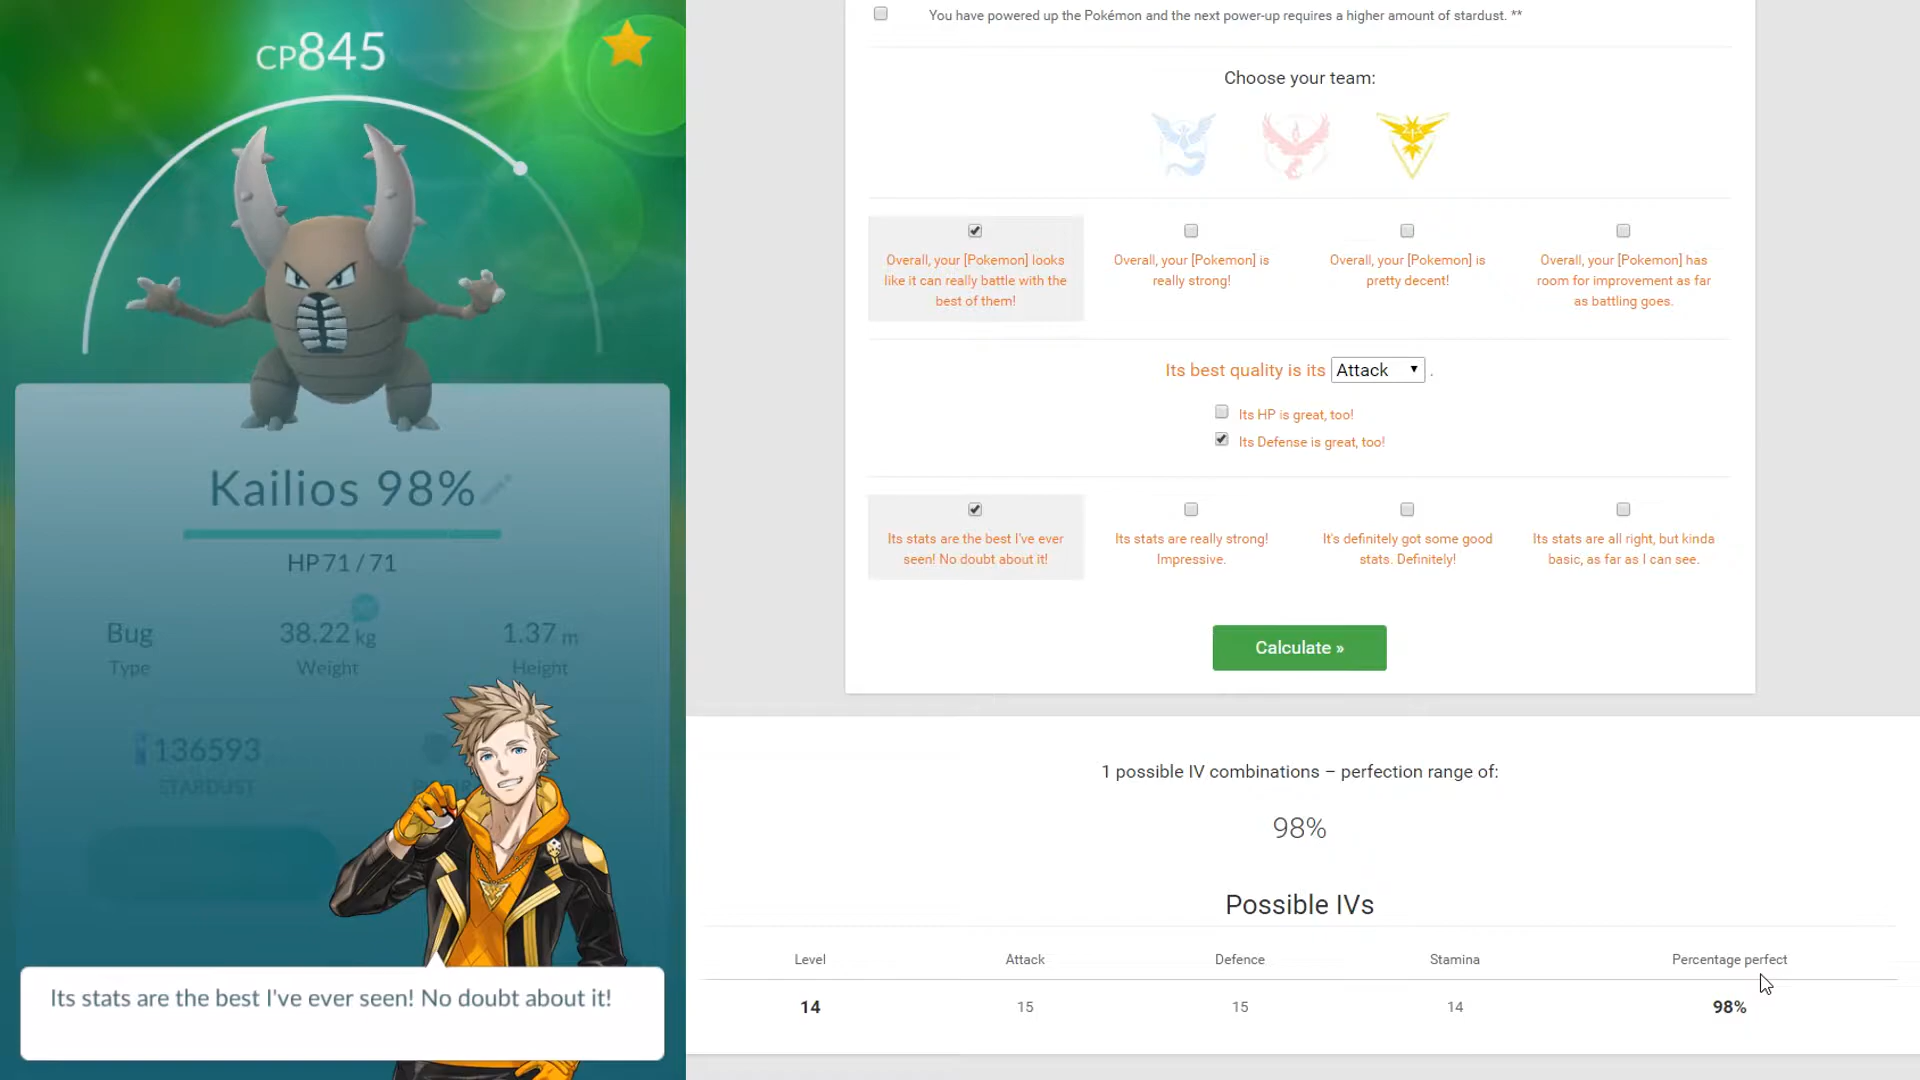 CP845
Kailios 98%
HP 71 / 71
Bug
Type
38.22 kg
Weight
1.37 m
Height
136593
STARDUST
Its stats are the best I've ever seen! No doubt about it!
You have powered up the Pokémon and the next power-up requires a higher amount of stardust. **
Choose your team:
Overall, your [Pokemon] looks
like it can really battle with the
best of them!
Overall, your [Pokemon] is
really strong!
Overall, your [Pokemon] is
pretty decent!
Overall, your [Pokemon] has
room for improvement as far
as battling goes.
Its best quality is its Attack .
Its HP is great, too!
Its Defense is great, too!
Its stats are the best I've ever
seen! No doubt about it!
Its stats are really strong!
Impressive.
It's definitely got some good
stats. Definitely!
Its stats are all right, but kinda
basic, as far as I can see.
Calculate »
1 possible IV combinations – perfection range of:
98%
Possible IVs
Level Attack Defence Stamina Percentage perfect
14 15 15 14 98%